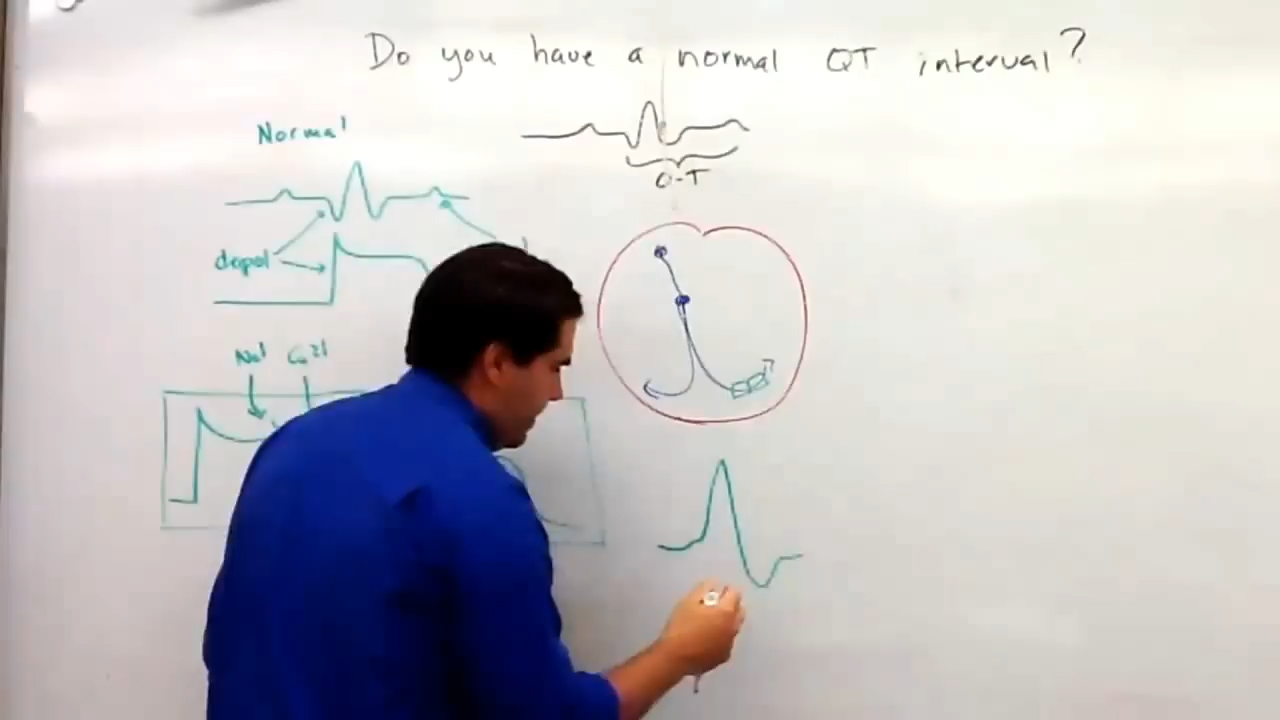 Do you have a normal QT interval?
Normal
Q-T
depol
Na⁺ Ca²⁺